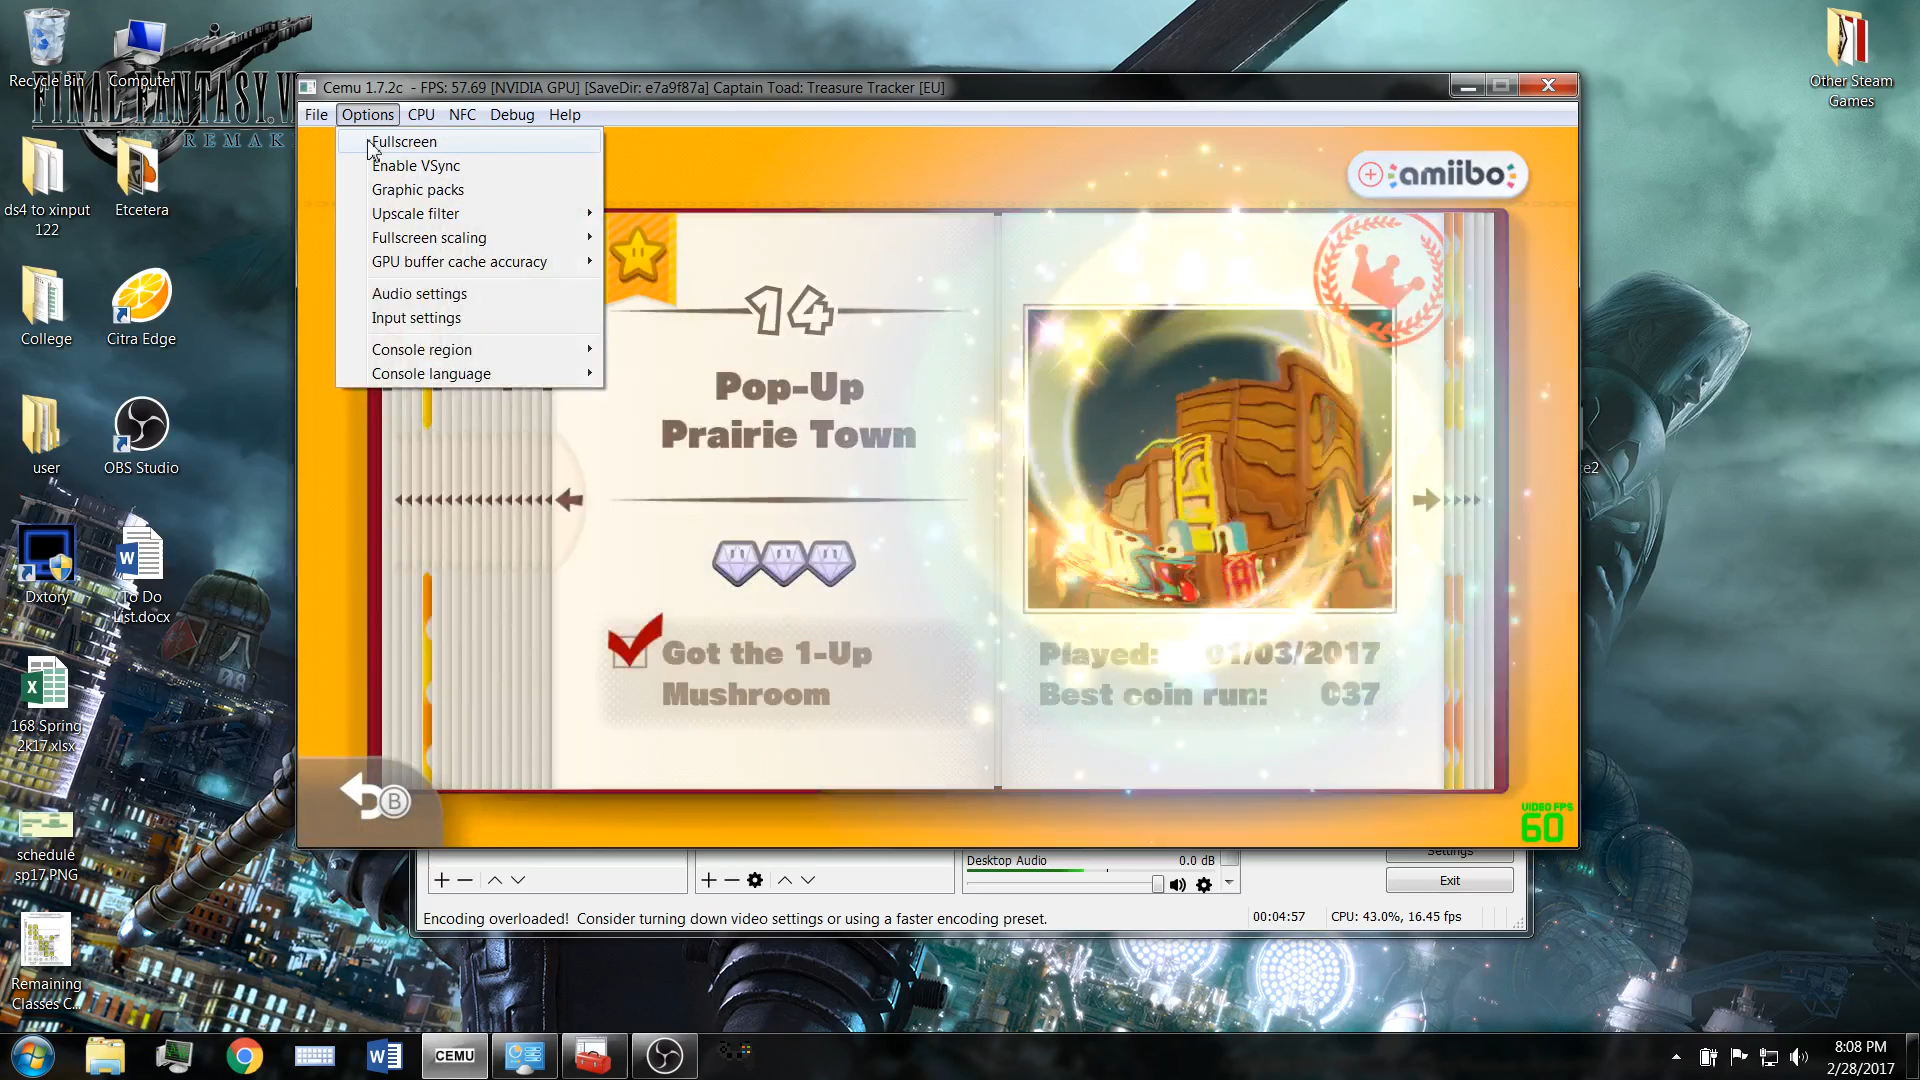 Recycle Bin
Computer
FINAL FANTASY VII
REMAKE
ds4 to xinput
122
Etcetera
College
Citra Edge
user
OBS Studio
Dxtory
To Do
List.docx
168 Spring
2k17.xlsx
schedule
sp17.PNG
Remaining
Classes C...
Other Steam
Games
Cemu 1.7.2c - FPS: 57.69 [NVIDIA GPU] [SaveDir: e7a9f87a] Captain Toad: Treasure Tracker [EU]
File Options CPU NFC Debug Help
Fullscreen
Enable VSync
Graphic packs
Upscale filter
Fullscreen scaling
GPU buffer cache accuracy
Audio settings
Input settings
Console region
Console language
amiibo
14
Pop-Up
Prairie Town
Got the 1-Up
Mushroom
Played: 01/03/2017
Best coin run: 037
B
VIDEO FPS
60
Desktop Audio 0.0 dB
Settings
Exit
Encoding overloaded! Consider turning down video settings or using a faster encoding preset.
00:04:57
CPU: 43.0%, 16.45 fps
CEMU
8:08 PM
2/28/2017